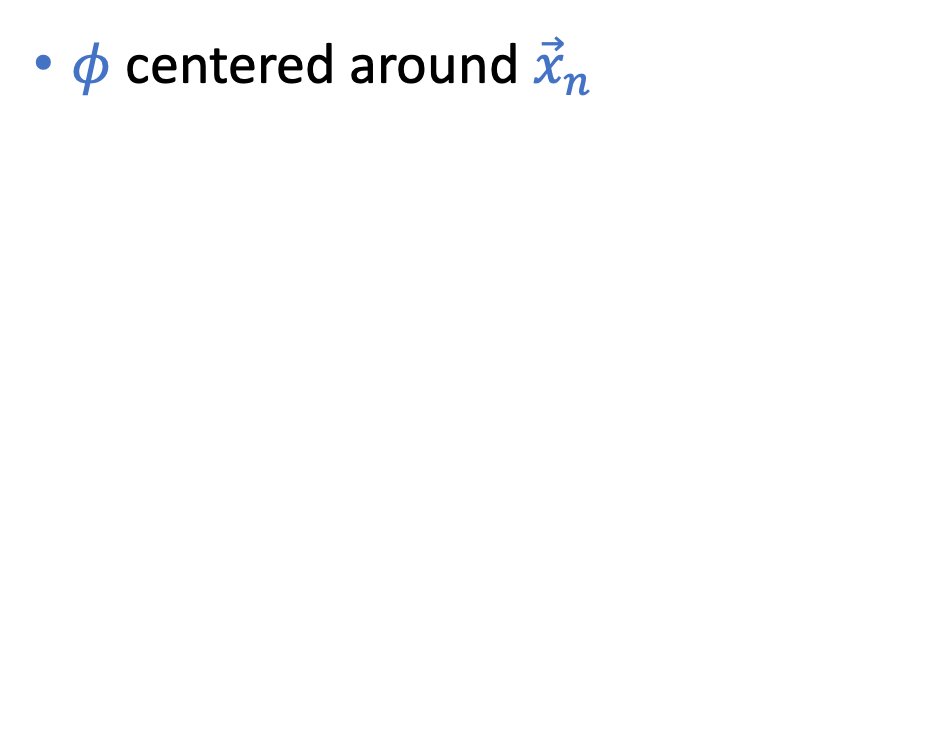 • ϕ centered around x⃗ₙ